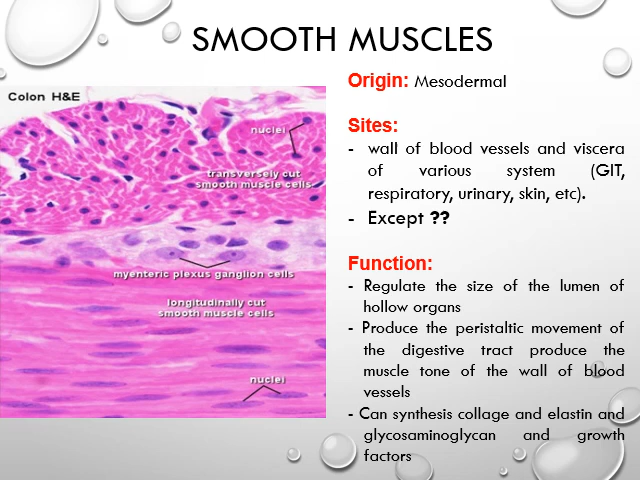 SMOOTH MUSCLES
Colon H&E
nuclei
transversely cut
smooth muscle cells
myenteric plexus ganglion cells
longitudinally cut
smooth muscle cells
nuclei
Origin: Mesodermal
Sites:
- wall of blood vessels and viscera
of various system (GIT,
respiratory, urinary, skin, etc).
- Except ??
Function:
- Regulate the size of the lumen of
hollow organs
- Produce the peristaltic movement of
the digestive tract produce the
muscle tone of the wall of blood
vessels
- Can synthesis collage and elastin and
glycosaminoglycan and growth
factors